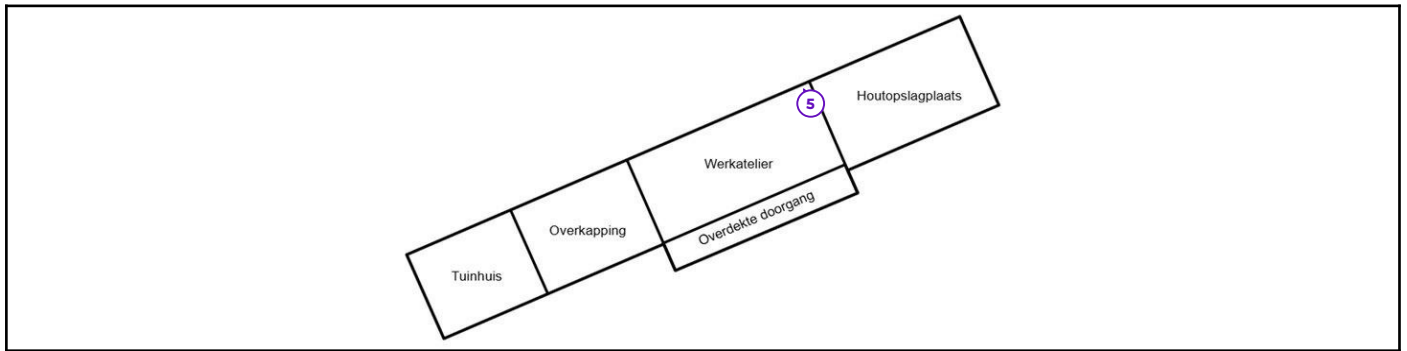 5
Houtopslagplaats
Werkatelier
Overdekte doorgang
Overkapping
Tuinhuis